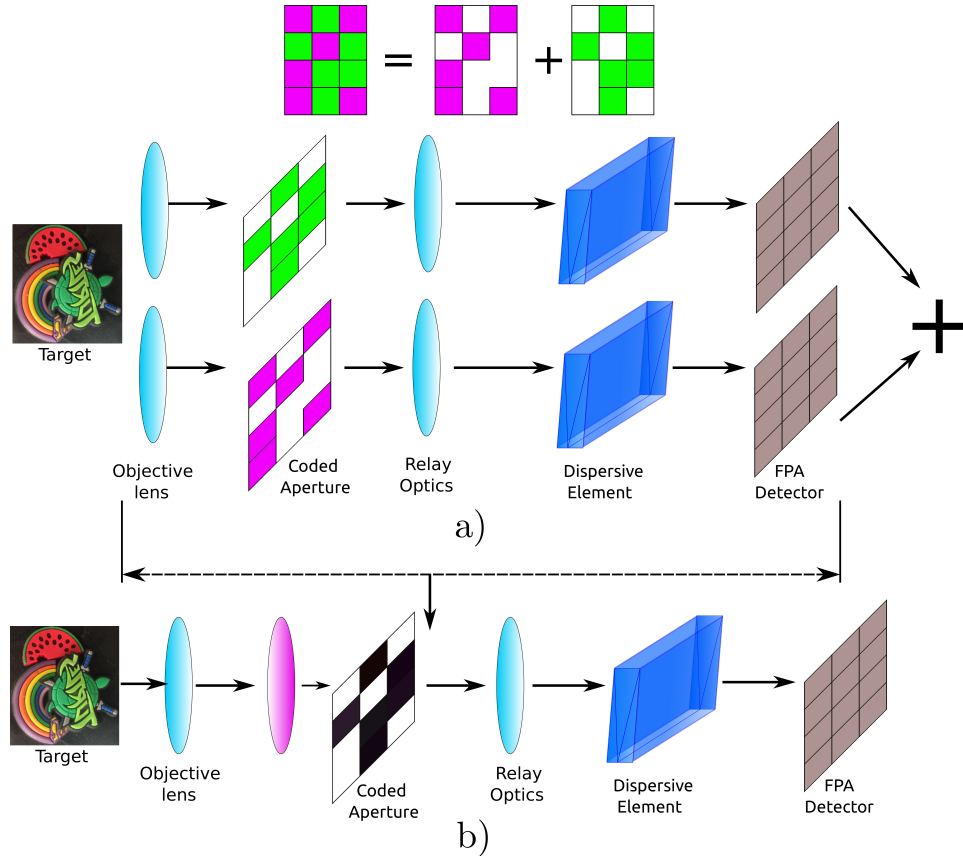 =
+
+
Target
Objective
lens
Coded
Aperture
Relay
Optics
Dispersive
Element
FPA
Detector
a)
Target
Objective
lens
Coded
Aperture
Relay
Optics
Dispersive
Element
FPA
Detector
b)